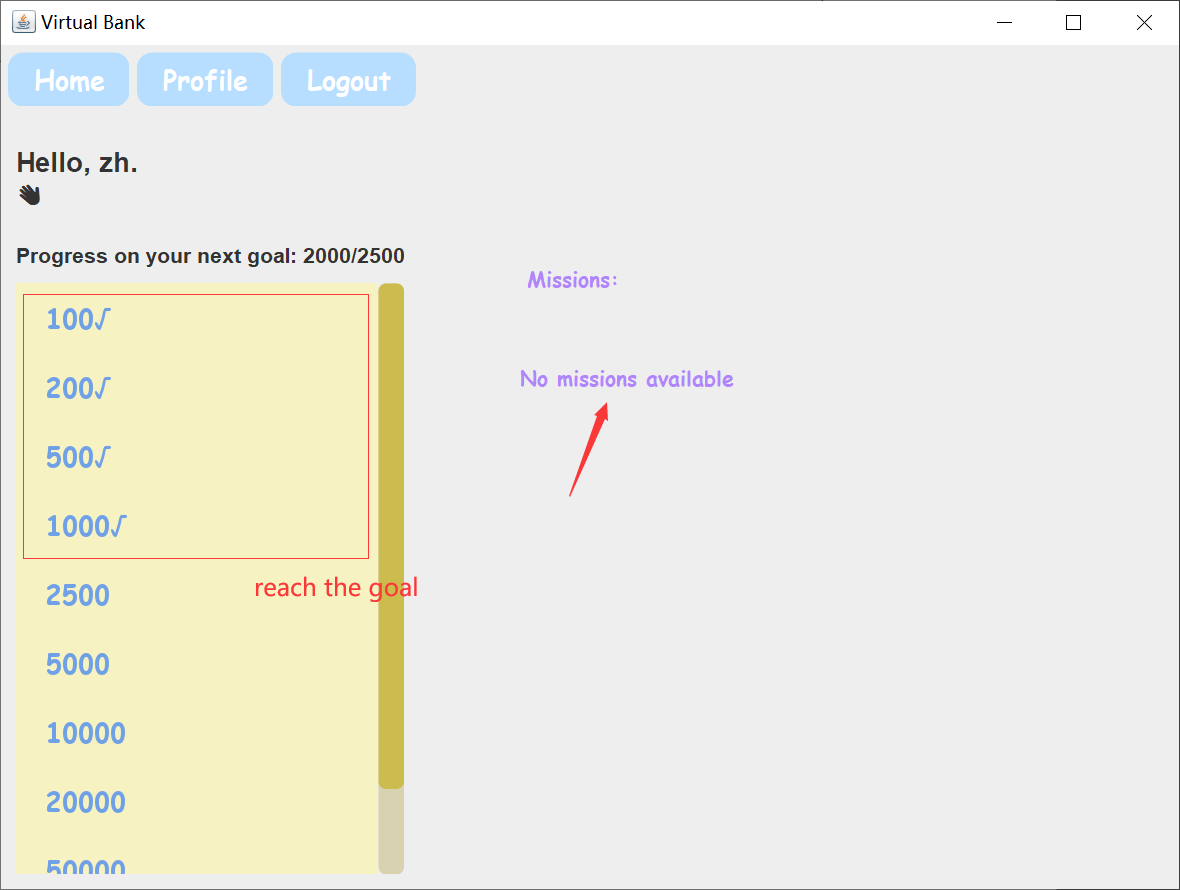 Virtual Bank
Home Profile Logout
Hello, zh.
Progress on your next goal: 2000/2500
100√
200√
500√
1000√
reach the goal
2500
5000
10000
20000
50000
Missions:
No missions available